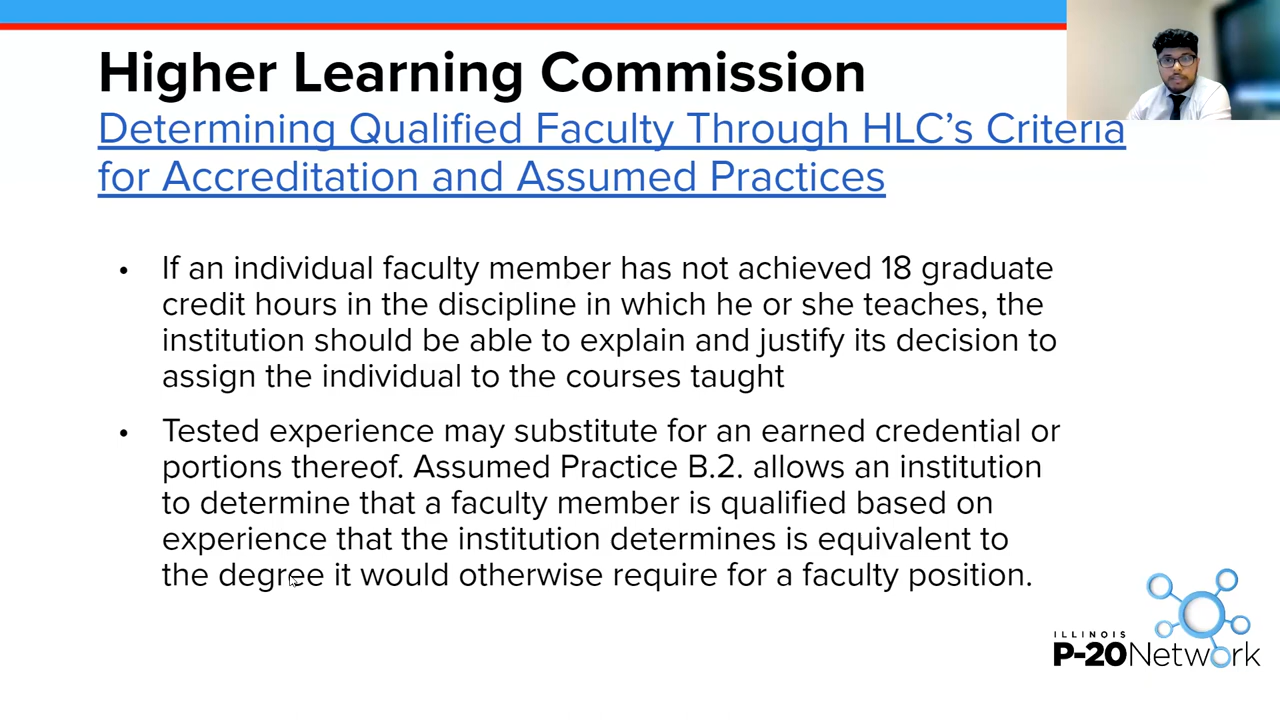 Higher Learning Commission
Determining Qualified Faculty Through HLC’s Criteria
for Accreditation and Assumed Practices
• If an individual faculty member has not achieved 18 graduate
credit hours in the discipline in which he or she teaches, the
institution should be able to explain and justify its decision to
assign the individual to the courses taught
• Tested experience may substitute for an earned credential or
portions thereof. Assumed Practice B.2. allows an institution
to determine that a faculty member is qualified based on
experience that the institution determines is equivalent to
the degree it would otherwise require for a faculty position.
ILLINOIS
P-20Network